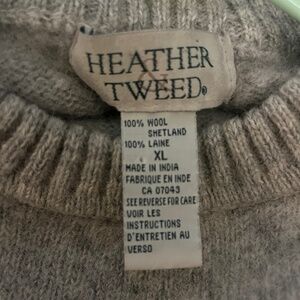 HEATHER
&
TWEED®
100% WOOL
SHETLAND
100% LAINE
XL
MADE IN INDIA
FABRIQUE EN INDE
CA 07043
SEE REVERSE FOR CARE
VOIR LES
INSTRUCTIONS
D'ENTRETIEN AU
VERSO